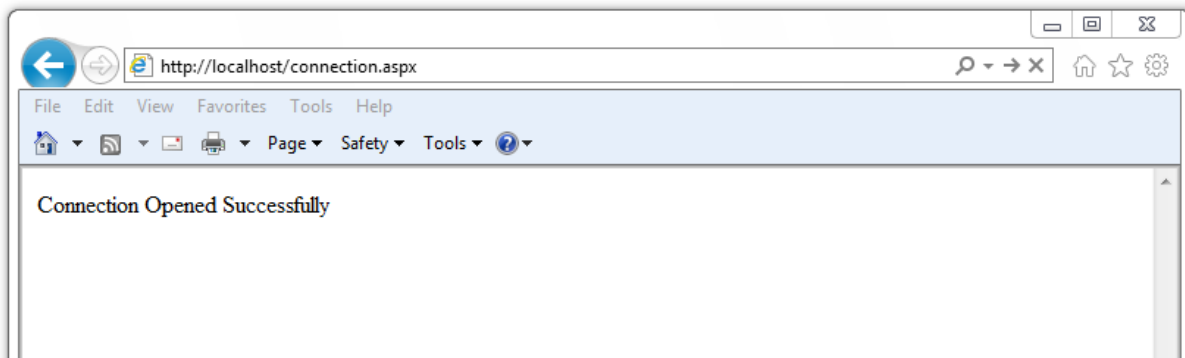 http://localhost/connection.aspx
File Edit View Favorites Tools Help
Page Safety Tools
Connection Opened Successfully